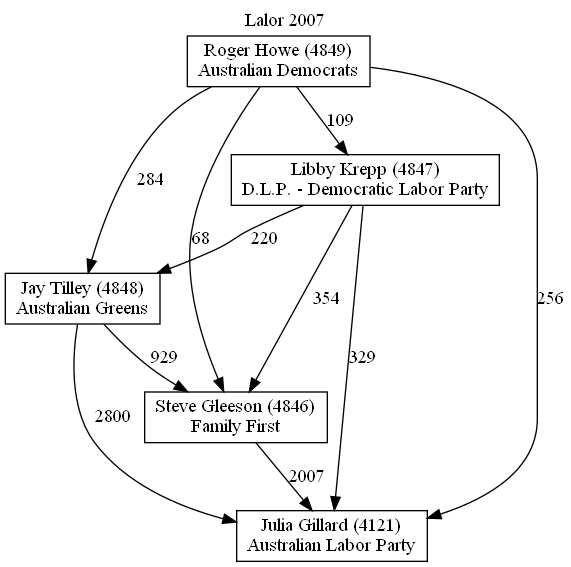 Lalor 2007
Roger Howe (4849)
Australian Democrats
109
Libby Krepp (4847)
D.L.P. - Democratic Labor Party
284
68
220
Jay Tilley (4848)
Australian Greens
354
256
929
329
Steve Gleeson (4846)
Family First
2800
2007
Julia Gillard (4121)
Australian Labor Party